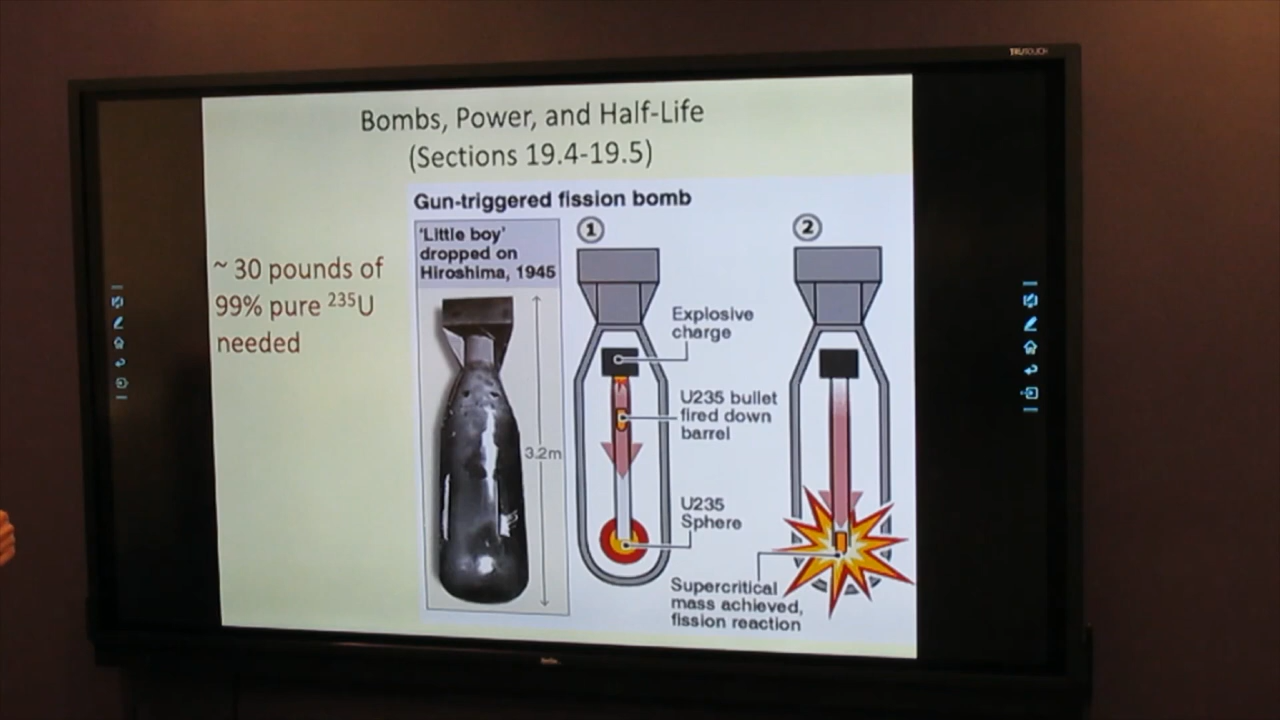 TRUTOUCH
Bombs, Power, and Half-Life
(Sections 19.4-19.5)
~ 30 pounds of
99% pure ²³⁵U
needed
Gun-triggered fission bomb
'Little boy'
dropped on
Hiroshima, 1945
3.2m
1
Explosive
charge
U235 bullet
fired down
barrel
U235
Sphere
2
Supercritical
mass achieved,
fission reaction